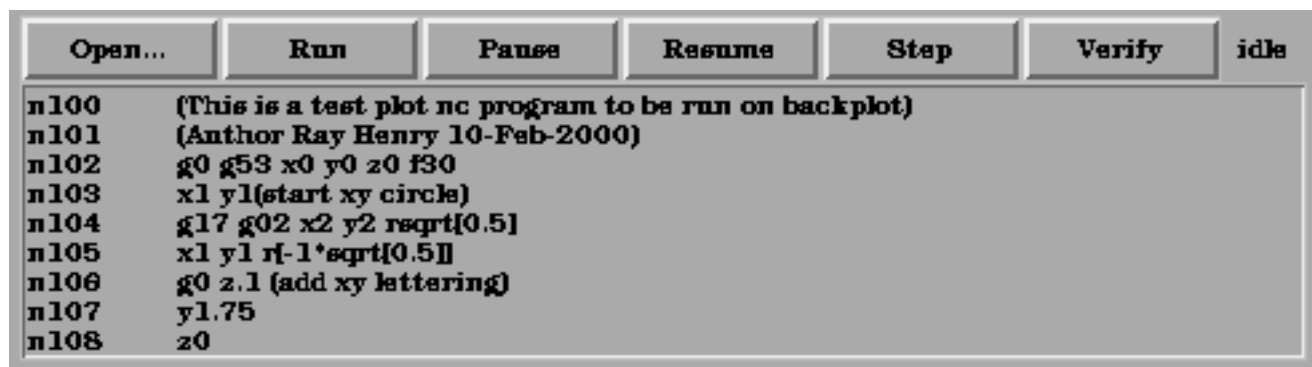 Open... Run Pause Resume Step Verify idle
n100 (This is a test plot nc program to be run on backplot)
n101 (Author Ray Henry 10-Feb-2000)
n102 g0 g53 x0 y0 z0 f30
n103 x1 y1(start xy circle)
n104 g17 g02 x2 y2 rsqrt[0.5]
n105 x1 y1 r[-1*sqrt[0.5]]
n106 g0 z.1 (add xy lettering)
n107 y1.75
n108 z0